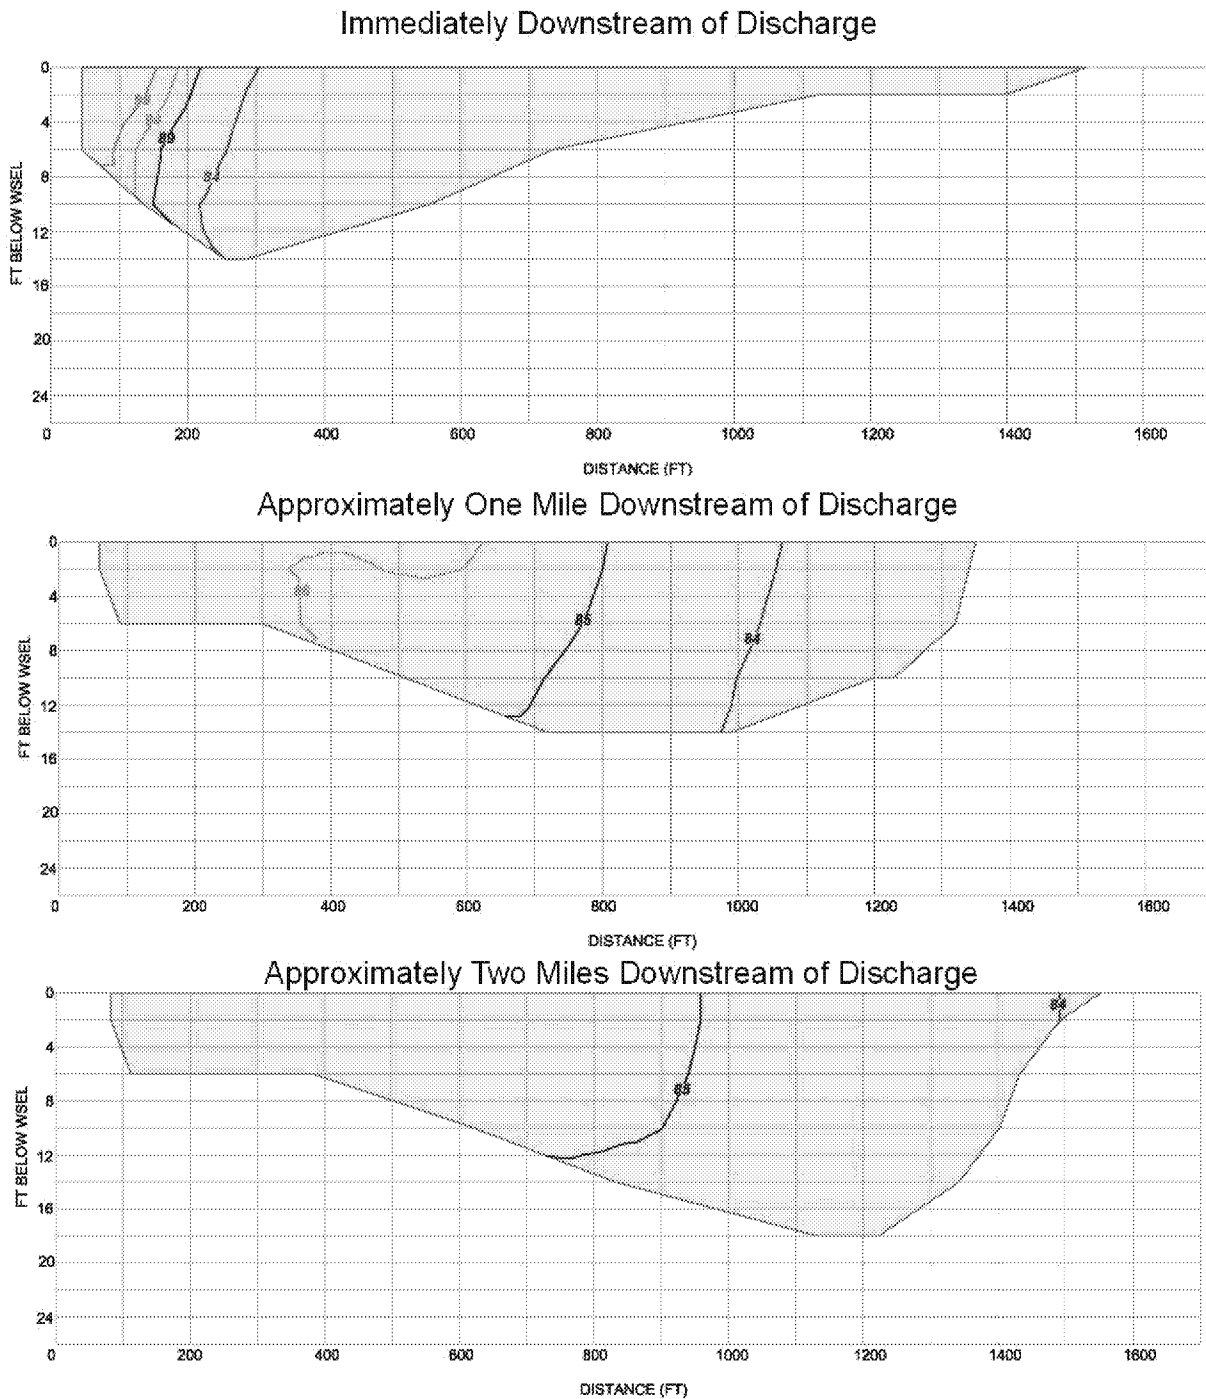 Immediately Downstream of Discharge
0
4
8
12
16
20
24
FT BELOW WSEL
89
84
0 200 400 600 800 1000 1200 1400 1600
DISTANCE (FT)
Approximately One Mile Downstream of Discharge
0
4
8
12
16
20
24
FT BELOW WSEL
85
84
0 200 400 600 800 1000 1200 1400 1600
DISTANCE (FT)
Approximately Two Miles Downstream of Discharge
0
4
8
12
16
20
24
FT BELOW WSEL
84
85
0 200 400 600 800 1000 1200 1400 1600
DISTANCE (FT)